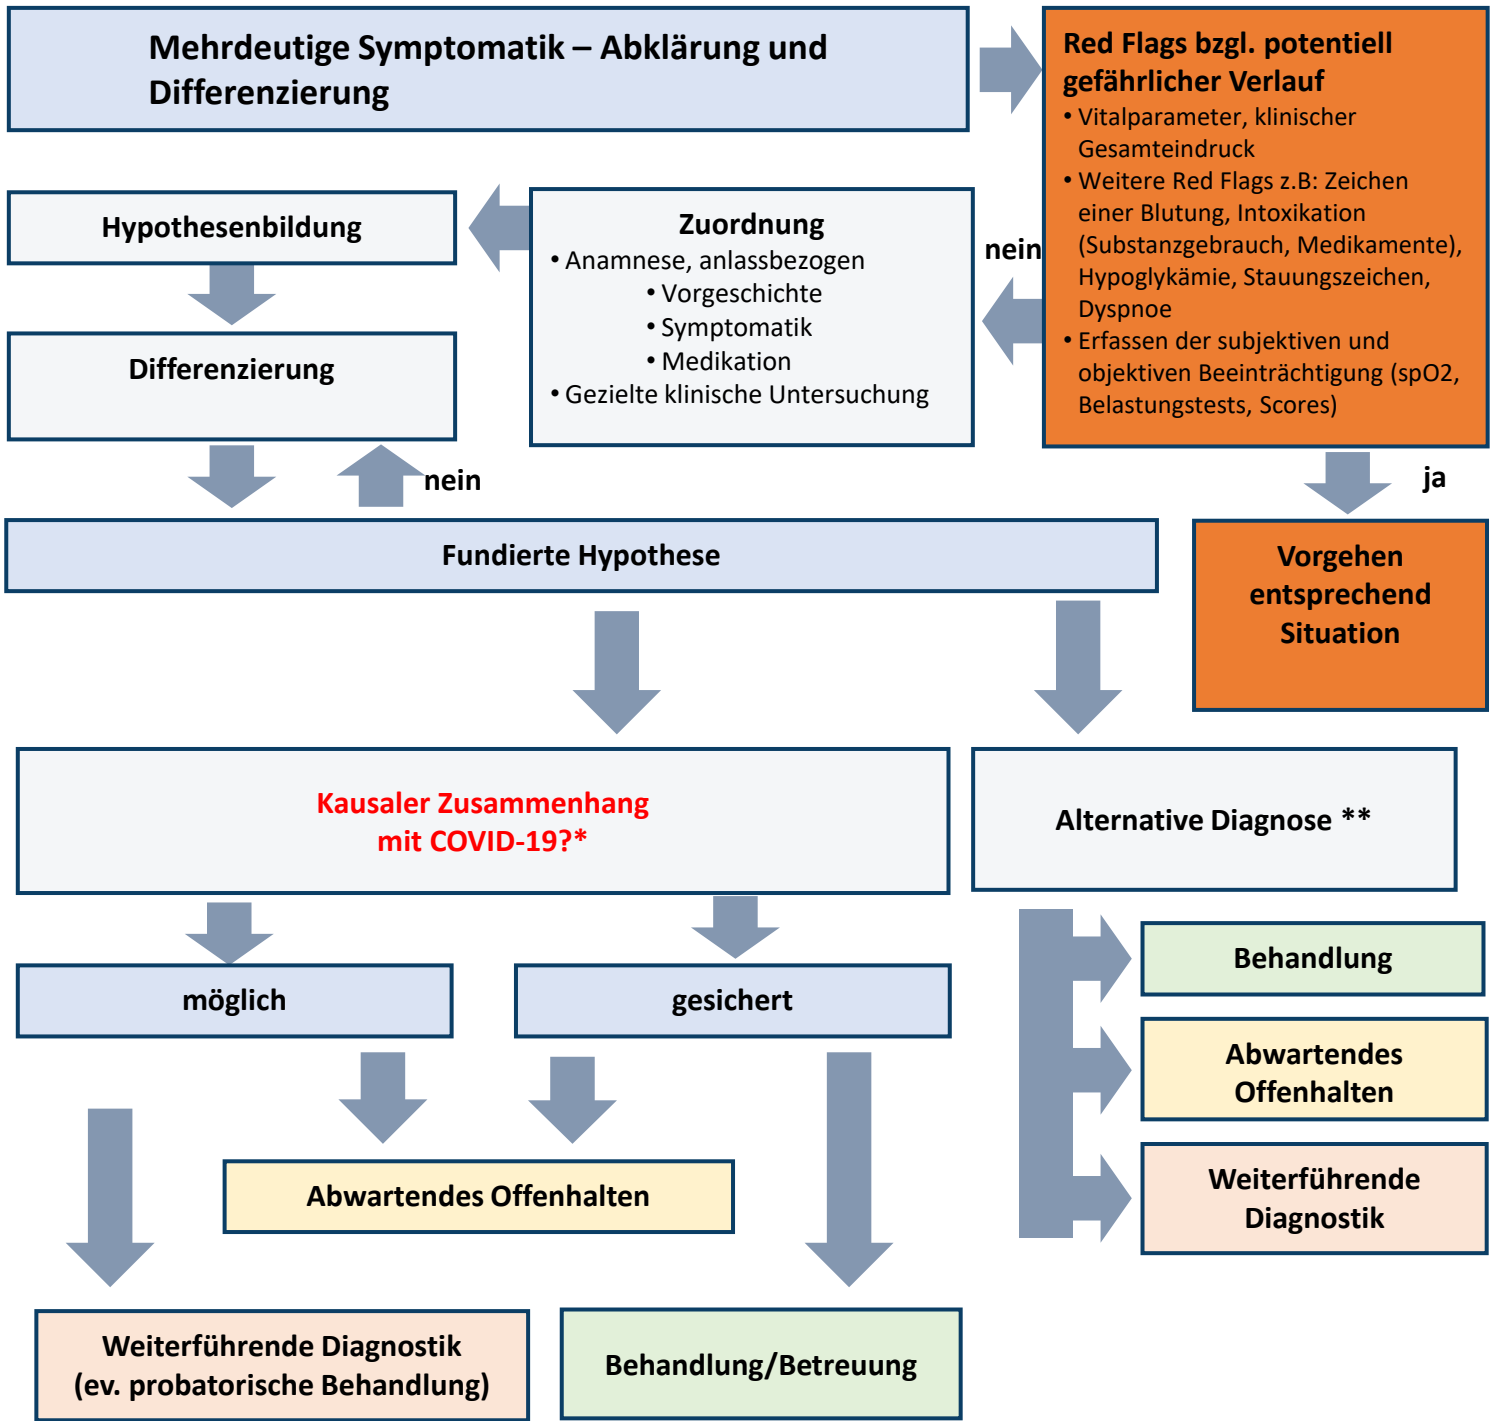 Mehrdeutige Symptomatik – Abklärung und
Differenzierung
Red Flags bzgl. potentiell
gefährlicher Verlauf
• Vitalparameter, klinischer
Gesamteindruck
• Weitere Red Flags z.B: Zeichen
einer Blutung, Intoxikation
(Substanzgebrauch, Medikamente),
Hypoglykämie, Stauungszeichen,
Dyspnoe
• Erfassen der subjektiven und
objektiven Beeinträchtigung (spO2,
Belastungstests, Scores)
nein
ja
Vorgehen
entsprechend
Situation
Zuordnung
• Anamnese, anlassbezogen
• Vorgeschichte
• Symptomatik
• Medikation
• Gezielte klinische Untersuchung
Hypothesenbildung
Differenzierung
nein
Fundierte Hypothese
Kausaler Zusammenhang
mit COVID-19?*
Alternative Diagnose **
möglich
gesichert
Behandlung
Abwartendes
Offenhalten
Weiterführende
Diagnostik
Abwartendes Offenhalten
Weiterführende Diagnostik
(ev. probatorische Behandlung)
Behandlung/Betreuung